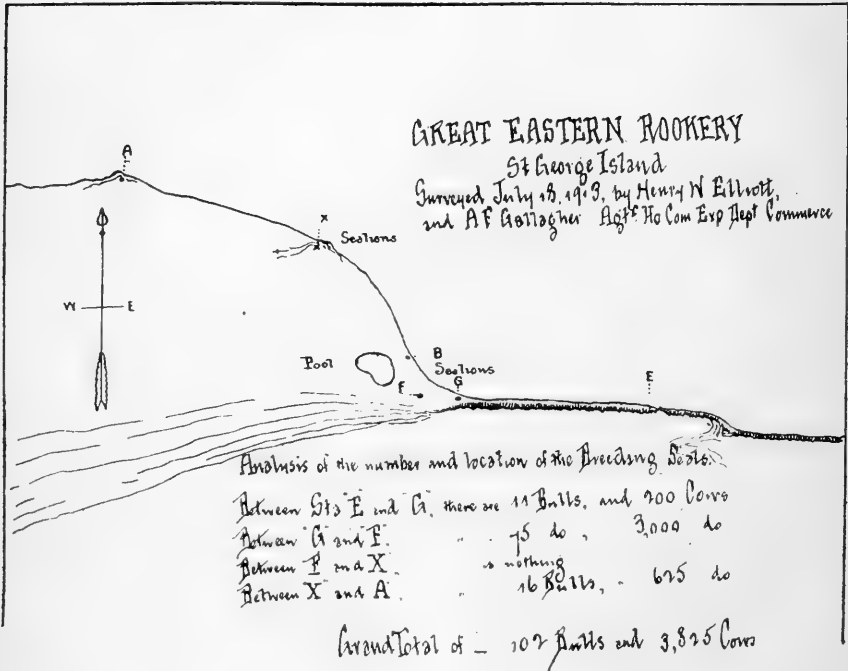 GREAT EASTERN ROOKERY
St George Island
Surveyed July 18, 1913, by Henry W Elliott,
and A F Gallagher Agts Ho Com Exp Dept Commerce
A
X
Sealions
W E
Pool
B
Sealions
F
G
E
Analysis of the number and location of the Breeding Seals.
Between Sta "E" and "G", there are 11 Bulls, and 200 Cows
Between "G" and "F". " " 75 do , 3,000 do
Between F and X. is nothing
Between "X" and A. " 16 Bulls, " 625 do
Grand Total of _ 102 Bulls and 3,825 Cows